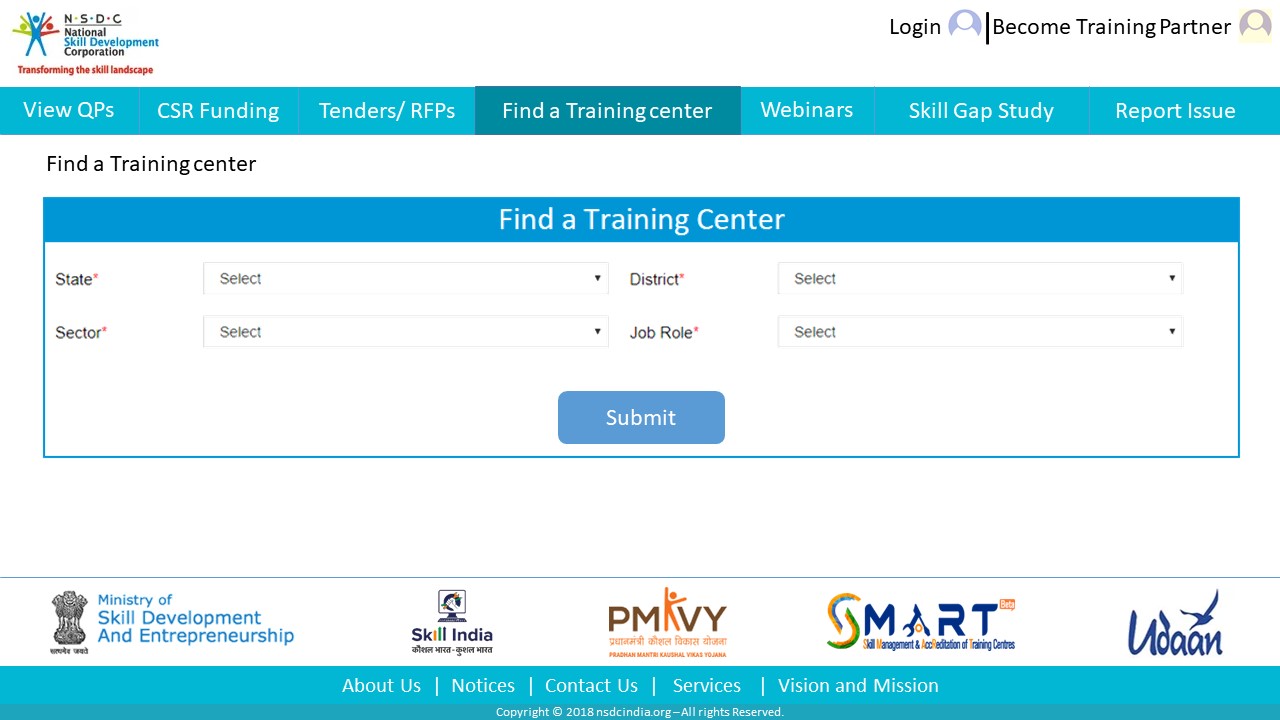 N·S·D·C
National
Skill Development
Corporation
Transforming the skill landscape
Login
Become Training Partner
View QPs
CSR Funding
Tenders/ RFPs
Find a Training center
Webinars
Skill Gap Study
Report Issue
Find a Training center
Find a Training Center
State*
Select
District*
Select
Sector*
Select
Job Role*
Select
Submit
सत्यमेव जयते
Ministry of
Skill Development
And Entrepreneurship
Skill India
कौशल भारत-कुशल भारत
PMKVY
प्रधानमंत्री कौशल विकास योजना
PRADHAN MANTRI KAUSHAL VIKAS YOJANA
SMART
Beta
Skill Management & AccReditation of Training Centres
Udaan
About Us | Notices | Contact Us | Services | Vision and Mission
Copyright © 2018 nsdcindia.org – All rights Reserved.